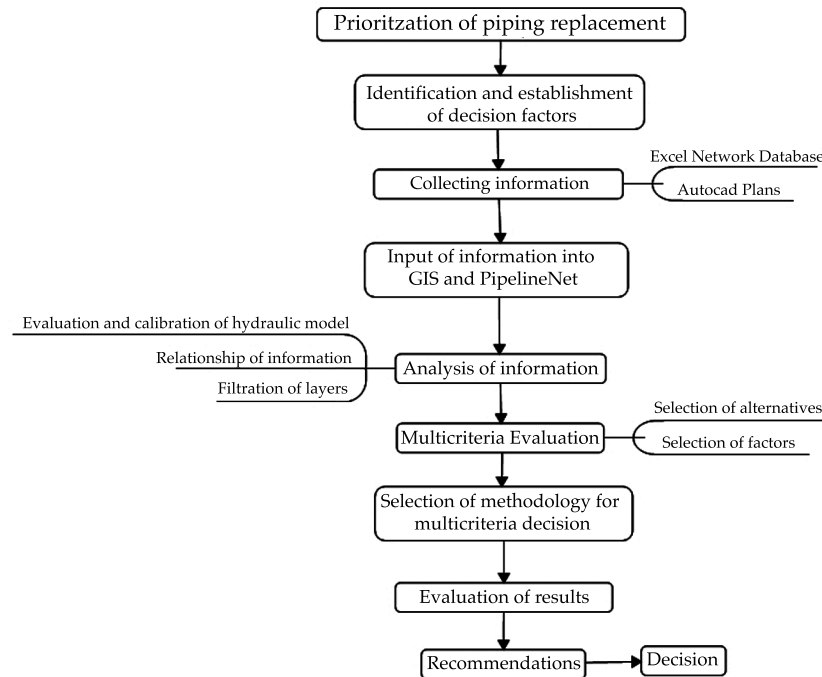 Prioritzation of piping replacement
Identification and establishment
of decision factors
Excel Network Database
Collecting information
Autocad Plans
Input of information into
GIS and PipelineNet
Evaluation and calibration of hydraulic model
Relationship of information
Analysis of information
Filtration of layers
Selection of alternatives
Multicriteria Evaluation
Selection of factors
Selection of methodology for
multicriteria decision
Evaluation of results
Recommendations
Decision